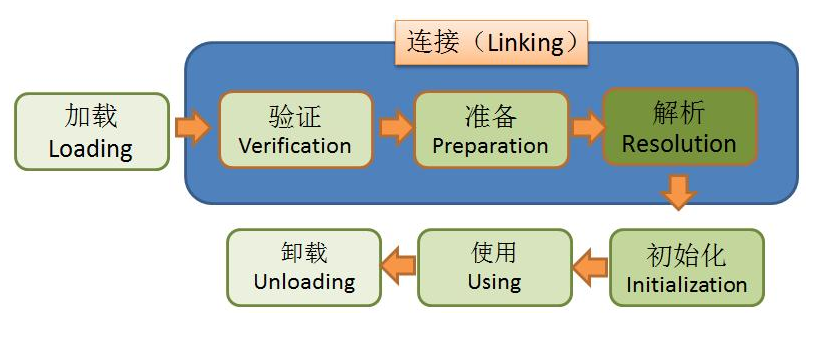 连接（Linking）
加载
Loading
验证
Verification
准备
Preparation
解析
Resolution
卸载
Unloading
使用
Using
初始化
Initialization